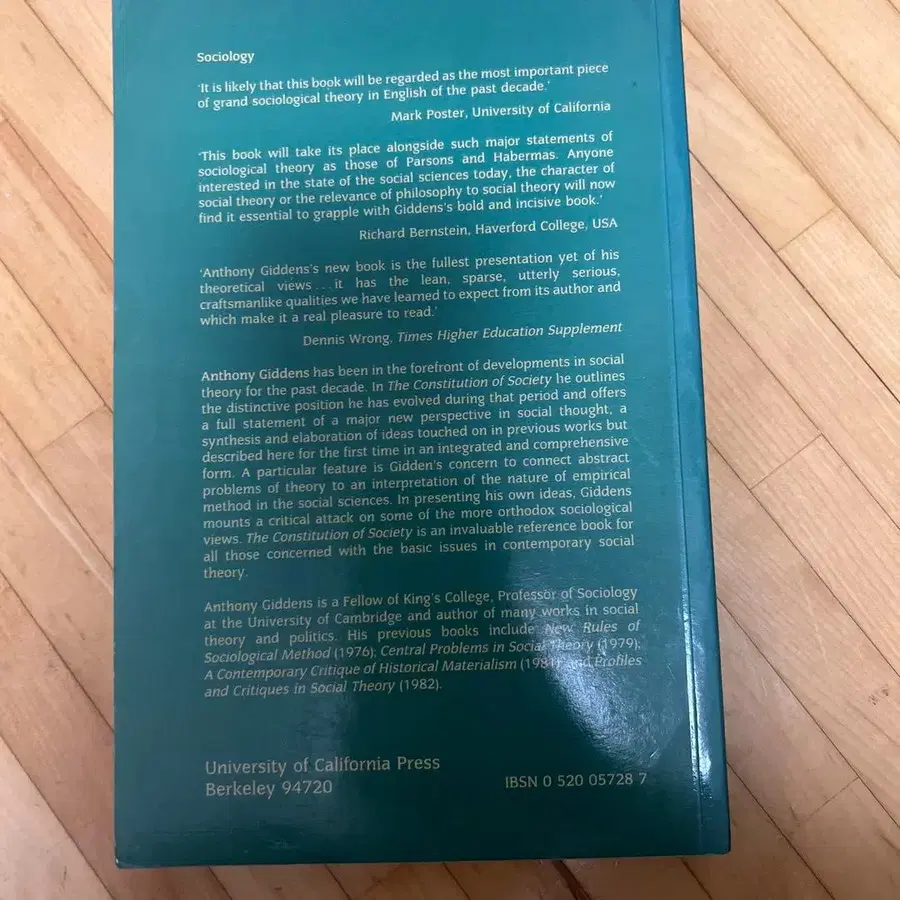 Sociology
'It is likely that this book will be regarded as the most important piece
of grand sociological theory in English of the past decade.'
Mark Poster, University of California
'This book will take its place alongside such major statements of
sociological theory as those of Parsons and Habermas. Anyone
interested in the state of the social sciences today, the character of
social theory or the relevance of philosophy to social theory will now
find it essential to grapple with Giddens's bold and incisive book.'
Richard Bernstein, Haverford College, USA
'Anthony Giddens's new book is the fullest presentation yet of his
theoretical views...it has the lean, sparse, utterly serious,
craftsmanlike qualities we have learned to expect from its author and
which make it a real pleasure to read.'
Dennis Wrong, Times Higher Education Supplement
Anthony Giddens has been in the forefront of developments in social
theory for the past decade. In The Constitution of Society he outlines
the distinctive position he has evolved during that period and offers
a full statement of a major new perspective in social thought, a
synthesis and elaboration of ideas touched on in previous works but
described here for the first time in an integrated and comprehensive
form. A particular feature is Gidden's concern to connect abstract
problems of theory to an interpretation of the nature of empirical
method in the social sciences. In presenting his own ideas, Giddens
mounts a critical attack on some of the more orthodox sociological
views. The Constitution of Society is an invaluable reference book for
all those concerned with the basic issues in contemporary social
theory.
Anthony Giddens is a Fellow of King's College, Professor of Sociology
at the University of Cambridge and author of many works in social
theory and politics. His previous books include New Rules of
Sociological Method (1976); Central Problems in Social Theory (1979);
A Contemporary Critique of Historical Materialism (1981) and Profiles
and Critiques in Social Theory (1982).
University of California Press
Berkeley 94720
IBSN 0 520 05728 7